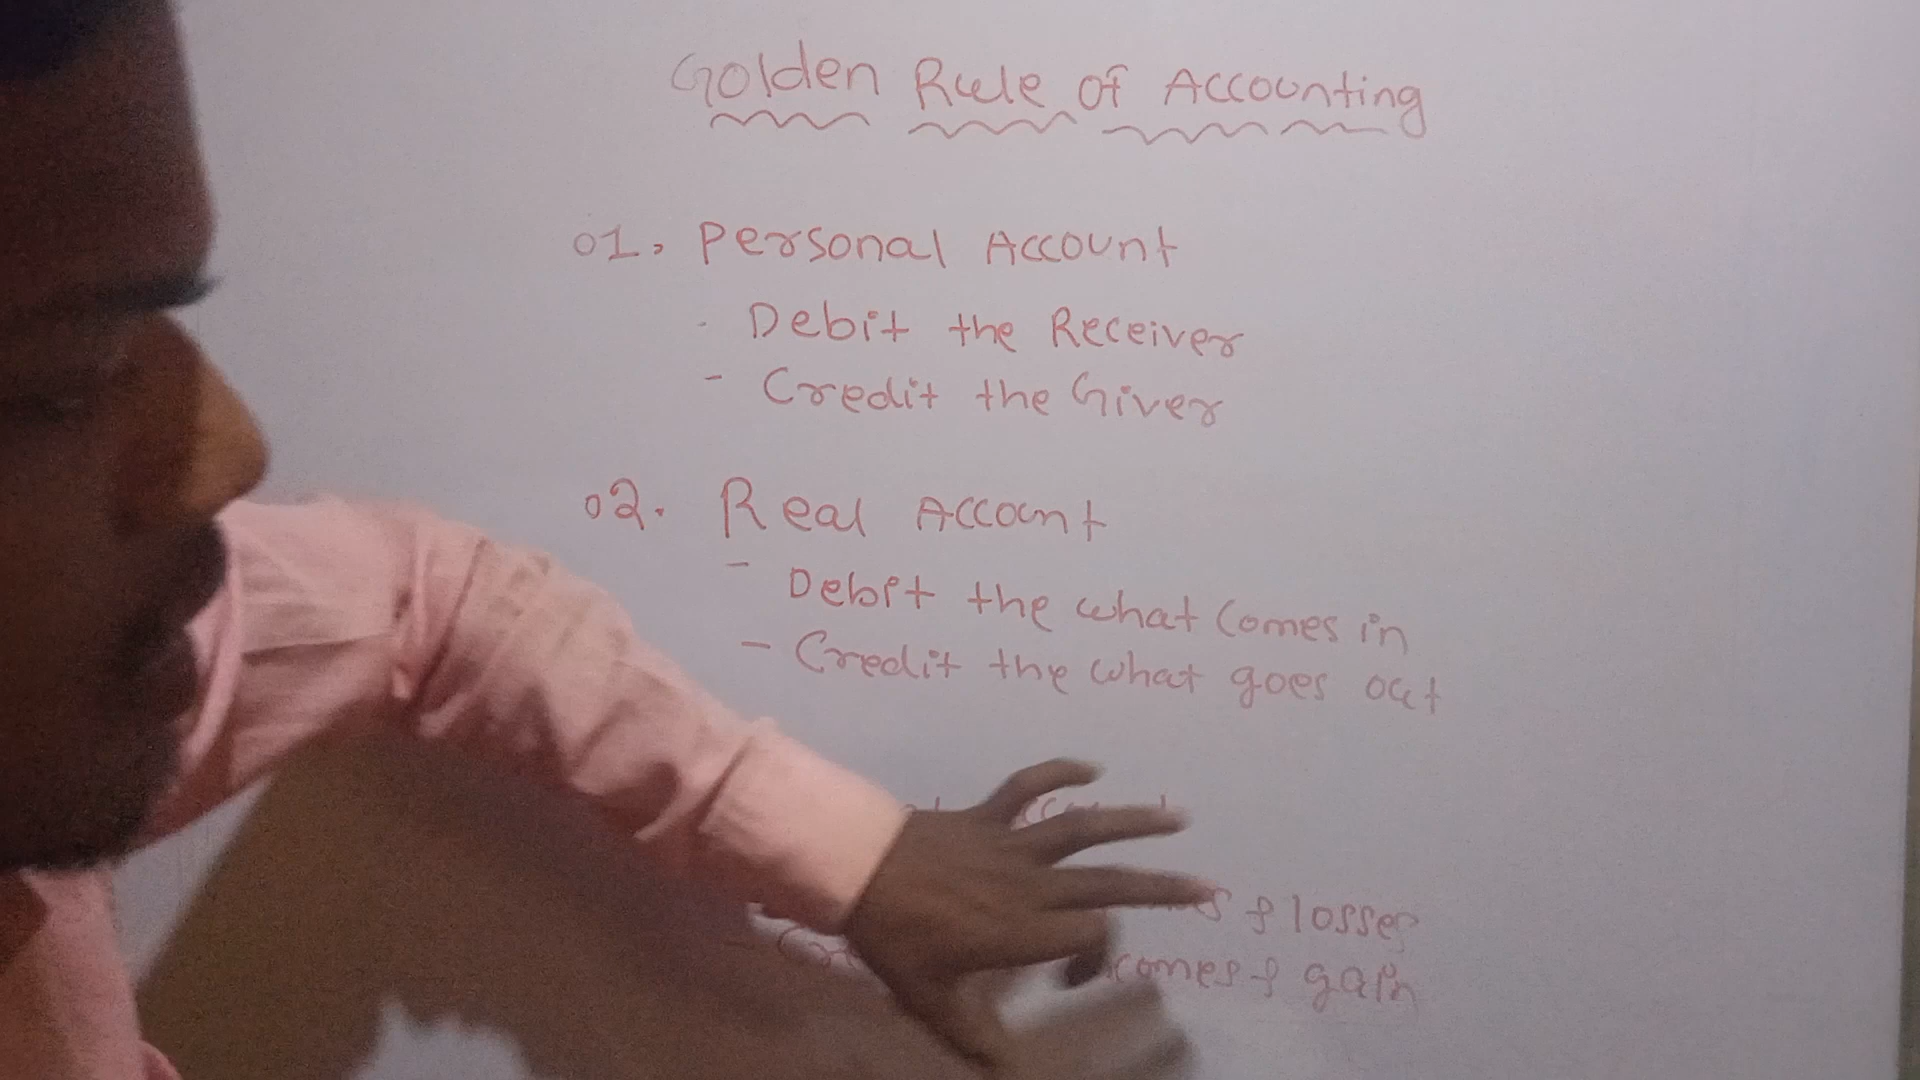 Golden Rule of Accounting
01. Personal Account
- Debit the Receiver
- Credit the Giver
02. Real Account
- Debit the what comes in
- Credit the what goes out
& losses
& gain